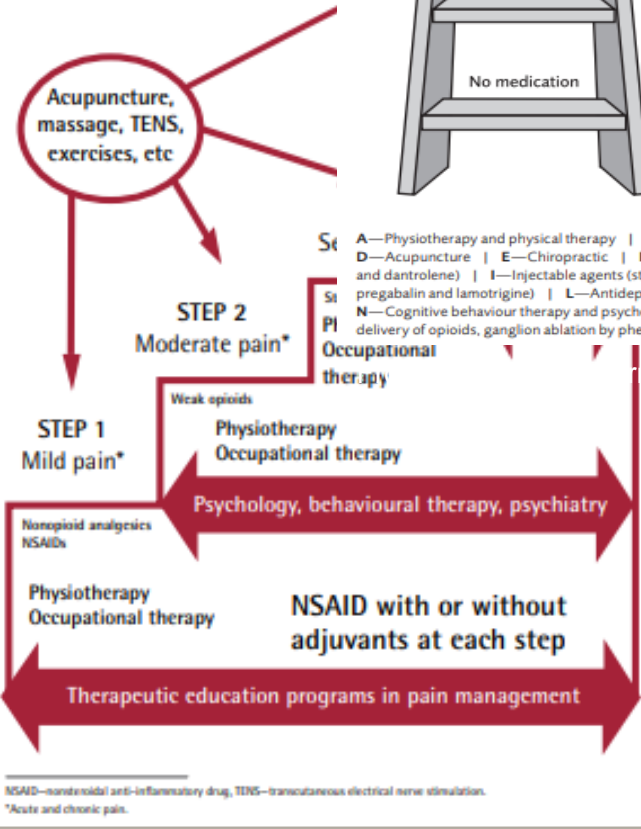 Acupuncture,
massage, TENS,
exercises, etc
No medication
A—Physiotherapy and physical therapy |
D—Acupuncture | E—Chiropractic |
and dantrolene) | I—Injectable agents
pregabalin and lamotrigine) | L—
N—Cognitive behaviour therapy and
delivery of opioids, ganglion ablation by
STEP 2
Moderate pain*
Occupational
therapy
Weak opioids
Physiotherapy
Occupational therapy
STEP 1
Mild pain*
Psychology, behavioural therapy, psychiatry
Nonopioid analgesics
NSAIDs
Physiotherapy
Occupational therapy
NSAID with or without
adjuvants at each step
Therapeutic education programs in pain management
NSAID—nonsteroidal anti-inflammatory drug, TENS—transcutaneous electrical nerve stimulation.
*Acute and chronic pain.